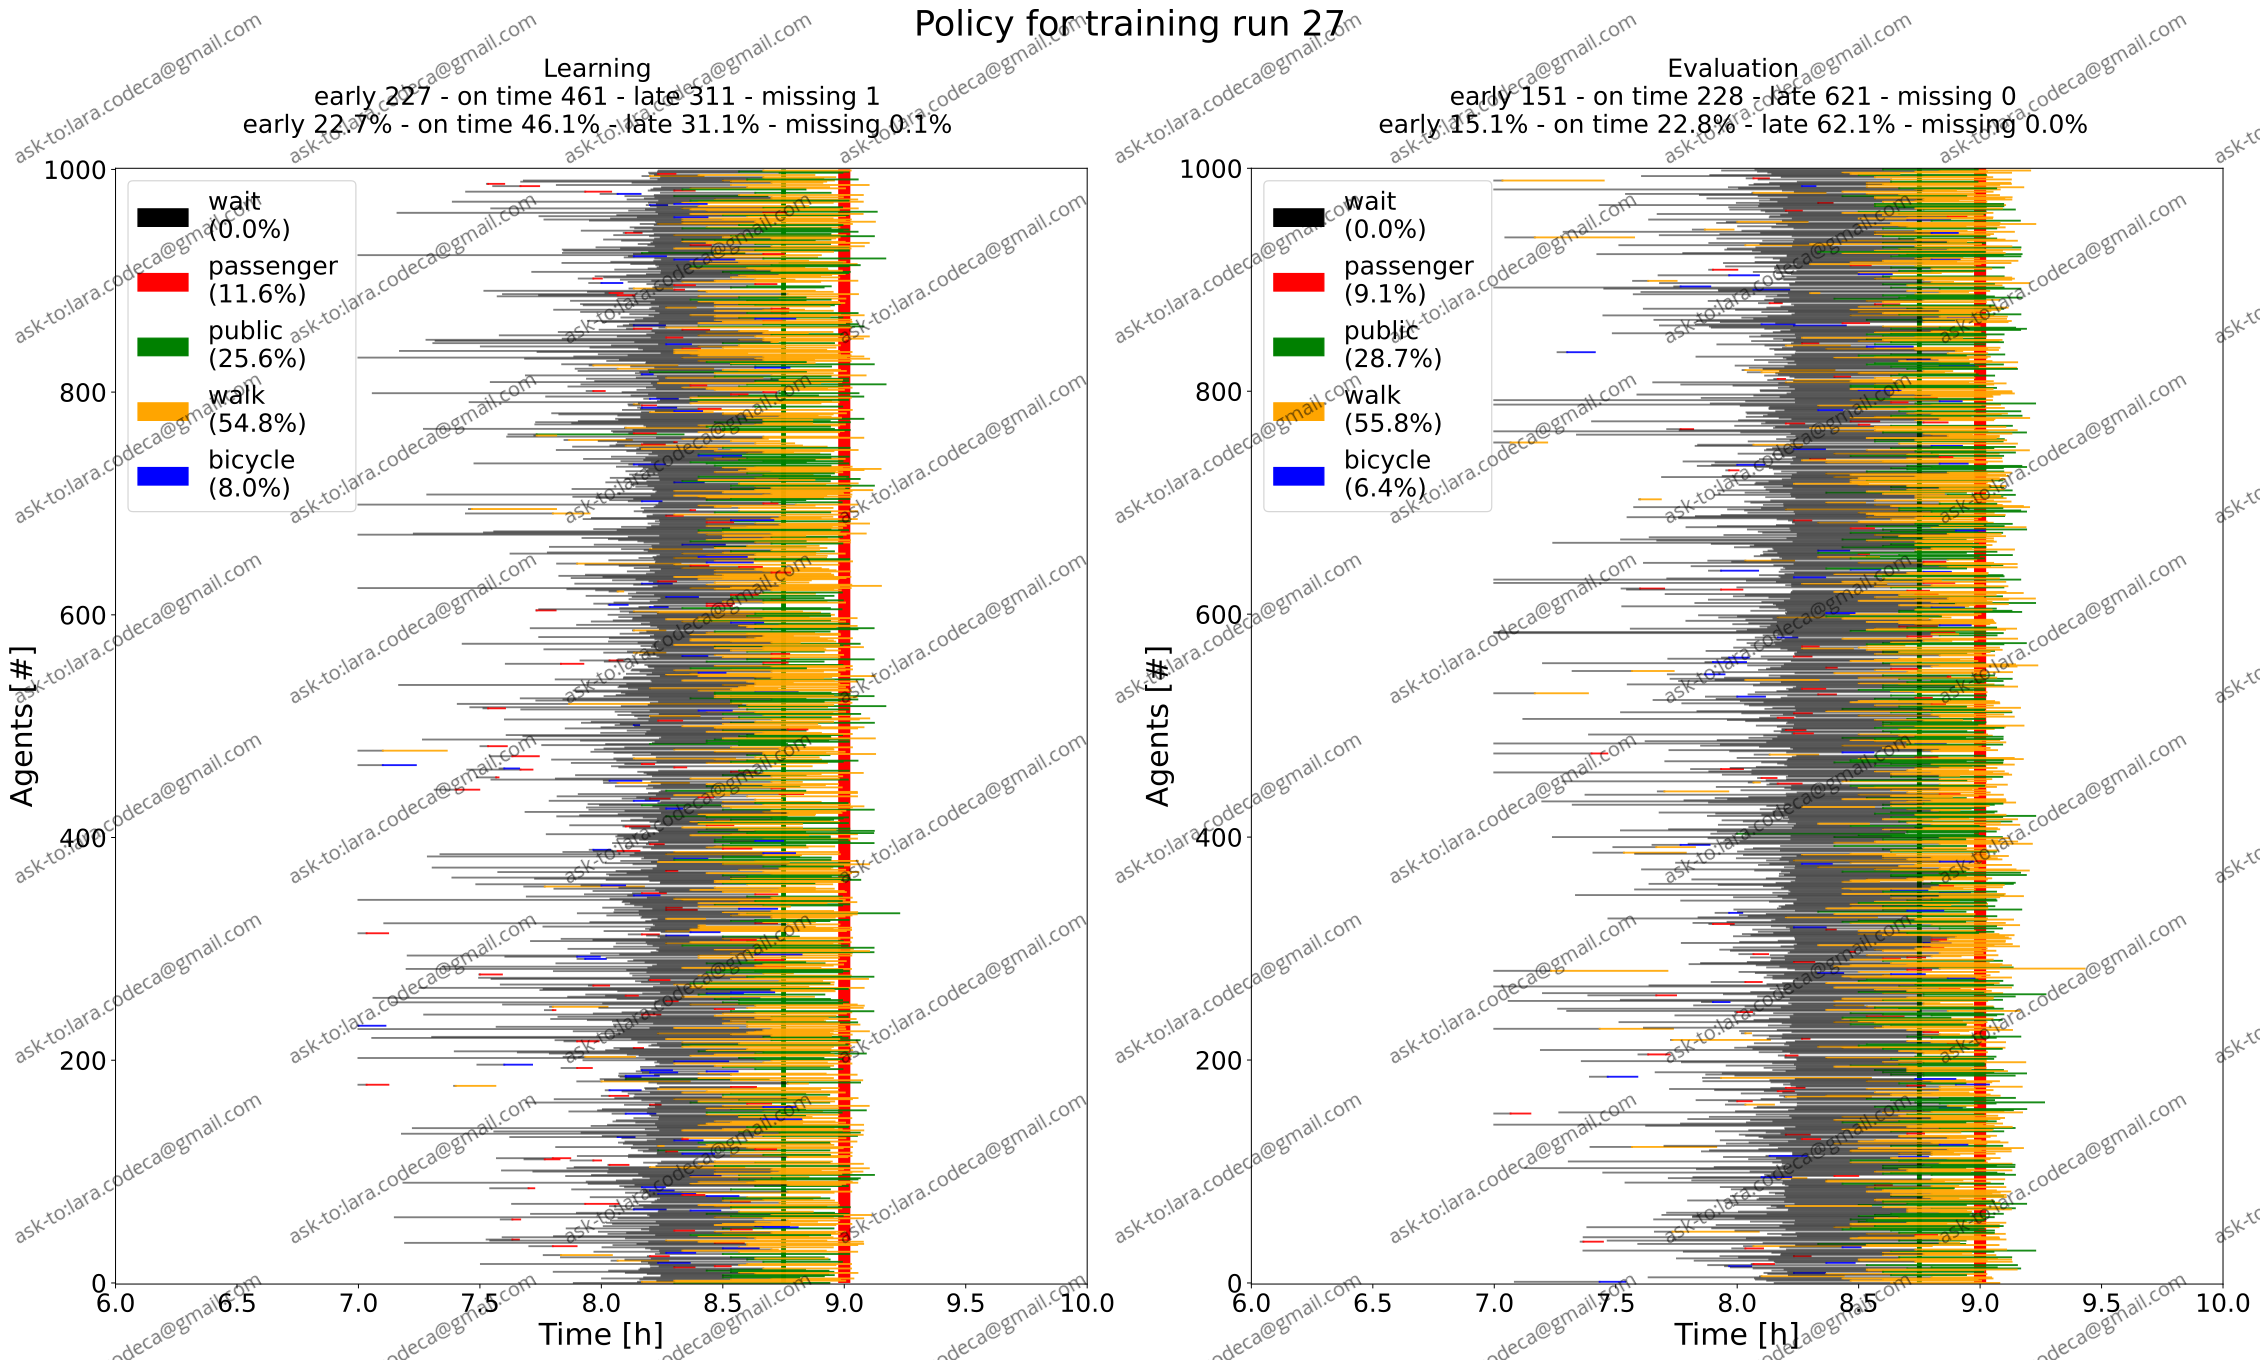 Policy for training run 27
Learning
early 227 - on time 461 - late 311 - missing 1
early 22.7% - on time 46.1% - late 31.1% - missing 0.1%
1000
800
600
400
200
0
Agents [#]
wait
(0.0%)
passenger
(11.6%)
public
(25.6%)
walk
(54.8%)
bicycle
(8.0%)
6.0 6.5 7.0 7.5 8.0 8.5 9.0 9.5 10.0
Time [h]
Evaluation
early 151 - on time 228 - late 621 - missing 0
early 15.1% - on time 22.8% - late 62.1% - missing 0.0%
1000
800
600
400
200
0
Agents [#]
wait
(0.0%)
passenger
(9.1%)
public
(28.7%)
walk
(55.8%)
bicycle
(6.4%)
6.0 6.5 7.0 7.5 8.0 8.5 9.0 9.5 10.0
Time [h]
ask-to:lara.codeca@gmail.com